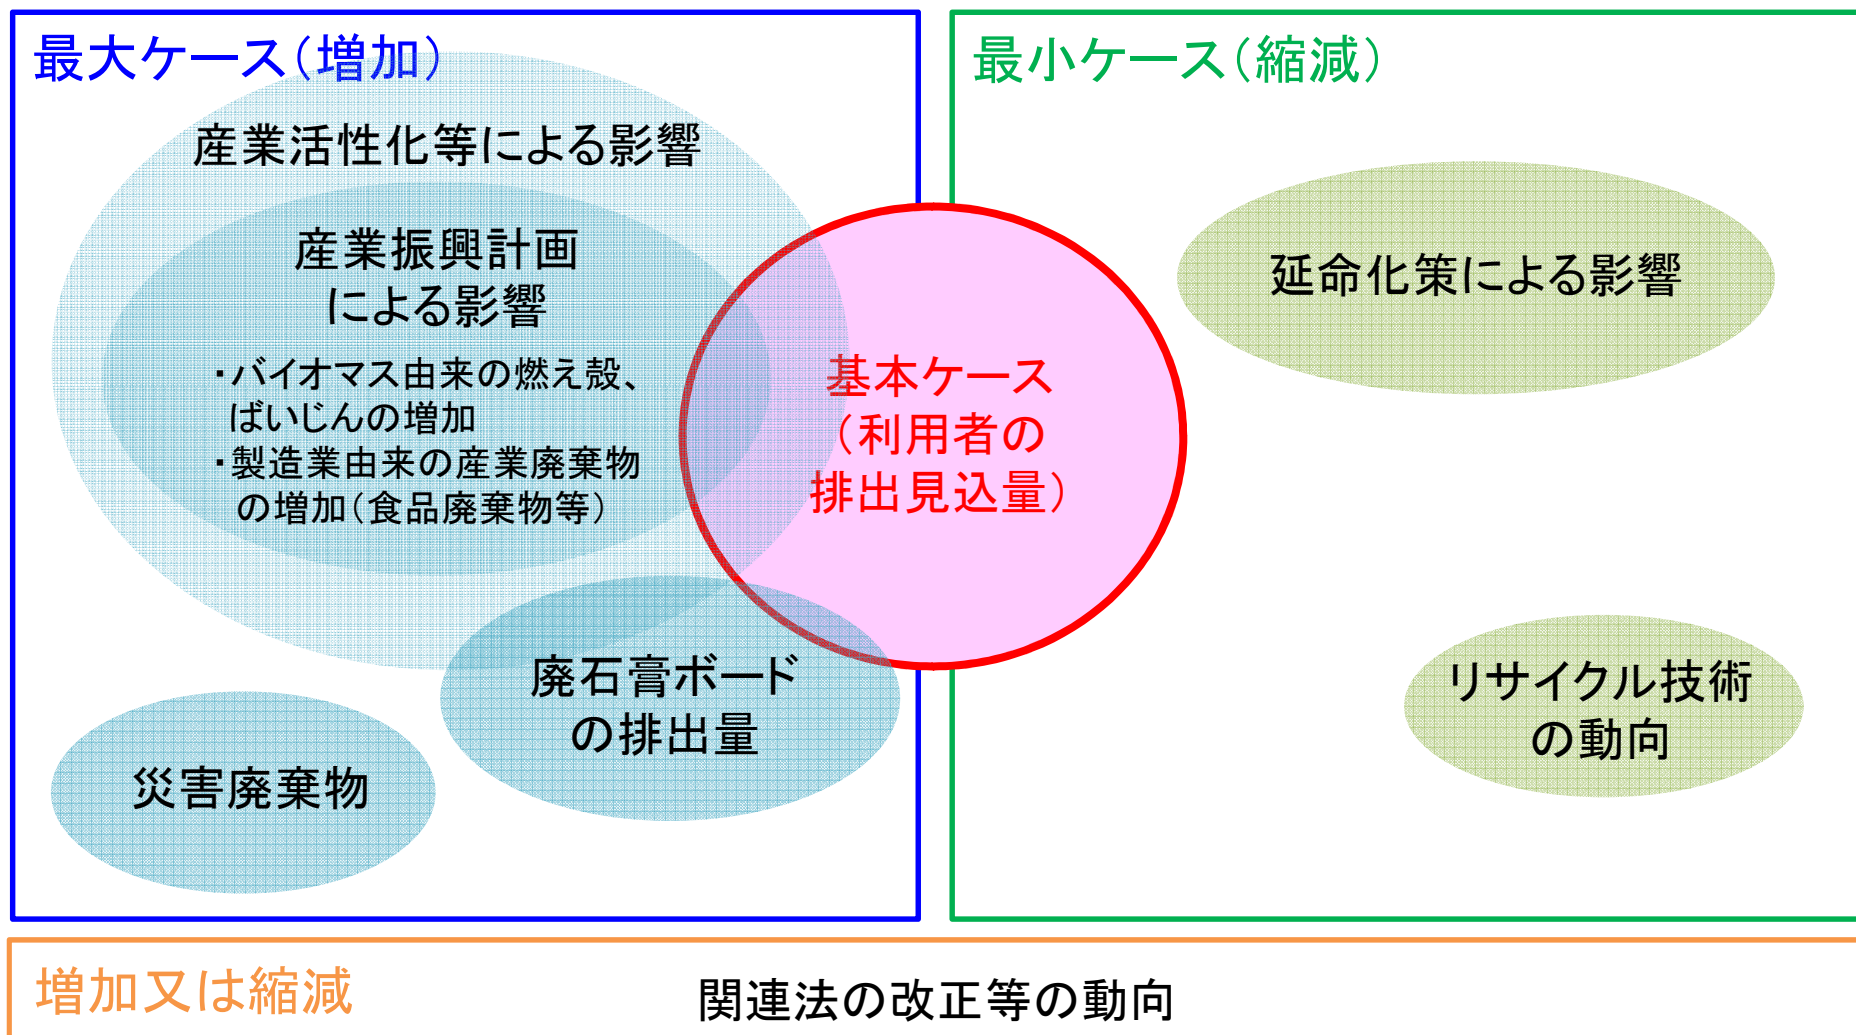 最大ケース（増加）
産業活性化等による影響
産業振興計画
による影響
・バイオマス由来の燃え殻、
ばいじんの増加
・製造業由来の産業廃棄物
の増加（食品廃棄物等）
廃石膏ボード
の排出量
災害廃棄物
基本ケース
（利用者の
排出見込量）
最小ケース（縮減）
延命化策による影響
リサイクル技術
の動向
増加又は縮減
関連法の改正等の動向